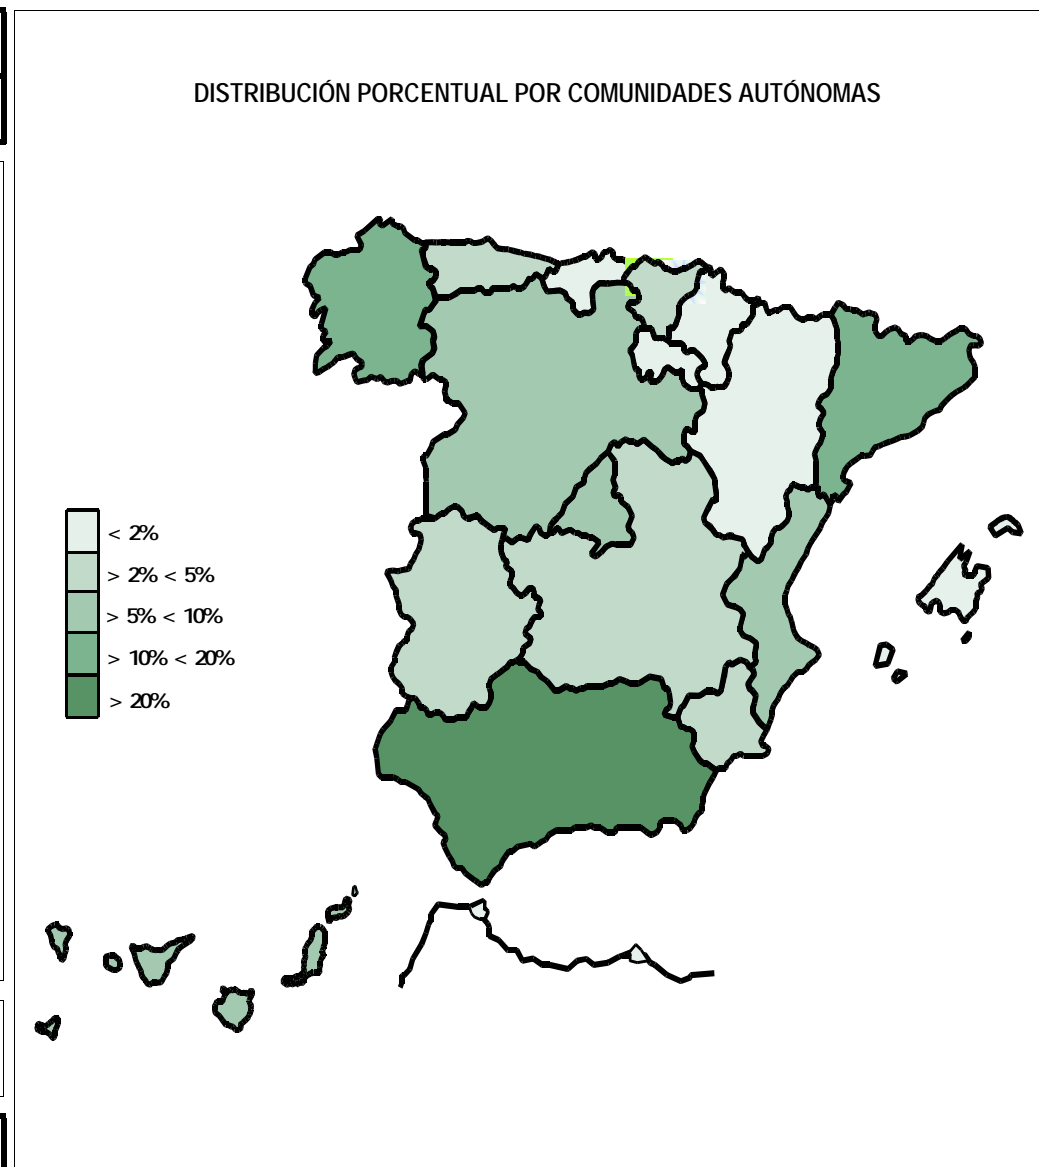 DISTRIBUCIÓN PORCENTUAL POR COMUNIDADES AUTÓNOMAS
< 2%
> 2% < 5%
> 5% < 10%
> 10% < 20%
> 20%